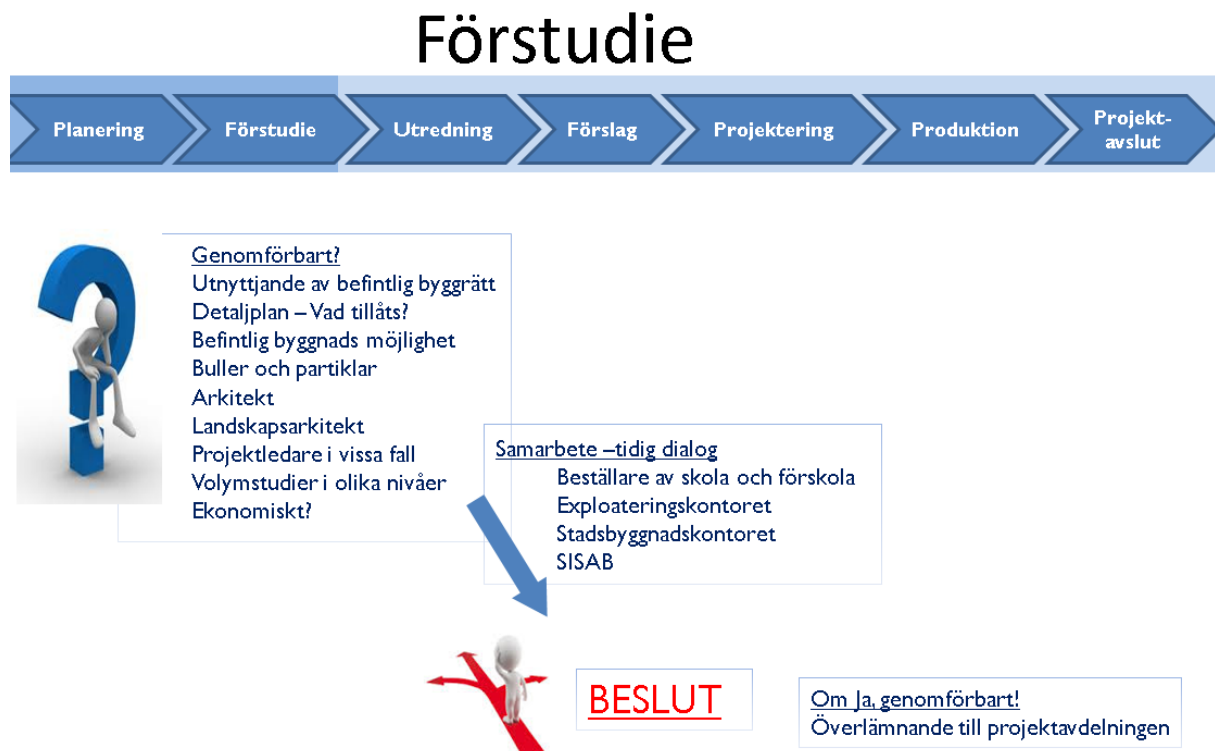 Förstudie
Planering
Förstudie
Utredning
Förslag
Projektering
Produktion
Projekt-
avslut
Genomförbart?
Utnyttjande av befintlig byggrätt
Detaljplan – Vad tillåts?
Befintlig byggnads möjlighet
Buller och partiklar
Arkitekt
Landskapsarkitekt
Projektledare i vissa fall
Volymstudier i olika nivåer
Ekonomiskt?
Samarbete –tidig dialog
Beställare av skola och förskola
Exploateringskontoret
Stadsbyggnadskontoret
SISAB
BESLUT
Om Ja, genomförbart!
Överlämnande till projektavdelningen